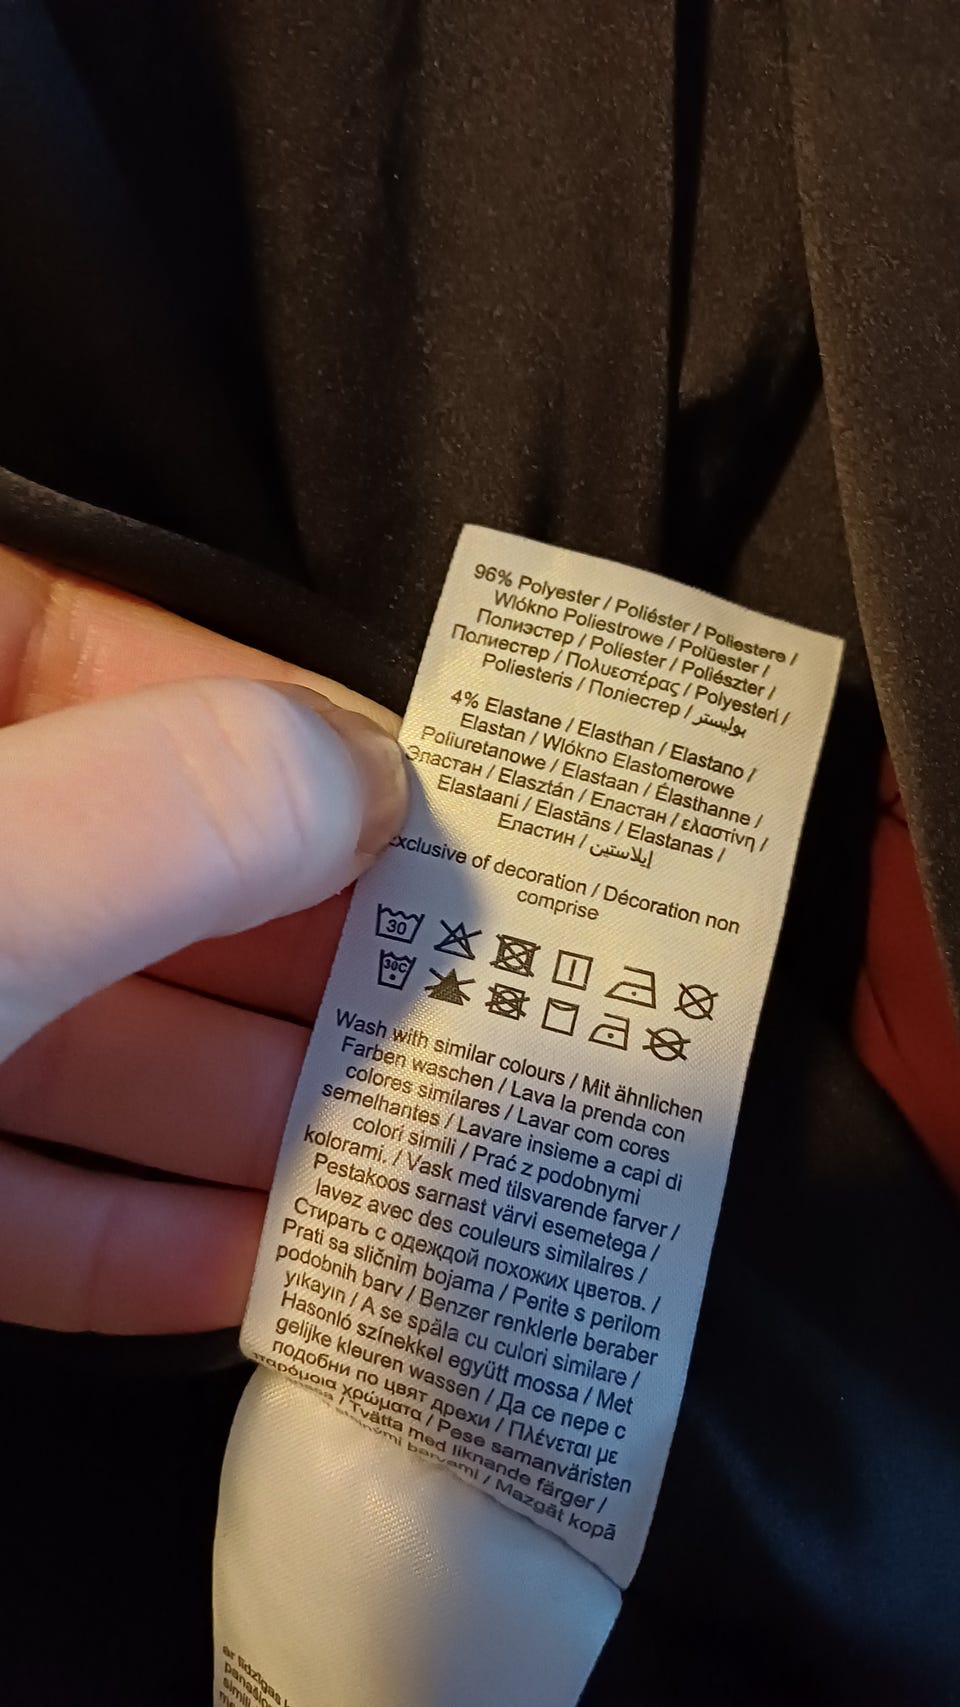 96% Polyester / Poliéster / Poliestere /
Włókno Poliestrowe / Polüester /
Полиэстер / Poliester / Poliészter /
Полиестер / Πολυεστέρας / Polyesteri /
Poliesteris / Поліестер / بوليستر
4% Elastane / Elasthan / Elastano /
Elastan / Włókno Elastomerowe
Poliuretanowe / Elastaan / Élasthanne /
Эластан / Elasztán / Еластан / ελαστίνη /
Elastaani / Elastāns / Elastanas /
Еластин / إيلاستين
Exclusive of decoration / Décoration non
comprise
30
30C
Wash with similar colours / Mit ähnlichen
Farben waschen / Lava la prenda con
colores similares / Lavar com cores
semelhantes / Lavare insieme a capi di
colori simili / Prać z podobnymi
kolorami. / Vask med tilsvarende farver /
Pestakoos sarnast värvi esemetega /
lavez avec des couleurs similaires /
Стирать с одеждой похожих цветов. /
Prati sa sličnim bojama / Perite s perilom
podobnih barv / Benzer renklerle beraber
yıkayın / A se spăla cu culori similare /
Hasonló színekkel együtt mossa / Met
gelijke kleuren wassen / Да се пере с
подобни по цвят дрехи / Πλένεται με
παρόμοια χρώματα / Pese samanväristen
/ Tvätta med liknande färger /
barvami / Mazgāt kopā
ar līdzīgas